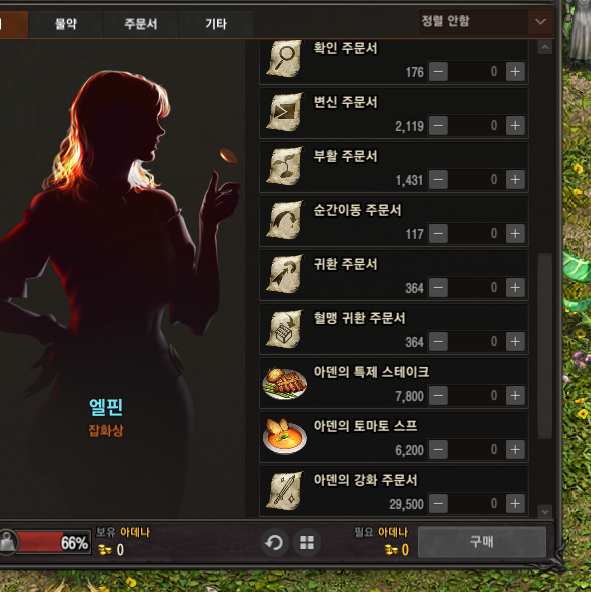 물약 주문서 기타 정렬 안함
확인 주문서
176 0
변신 주문서
2,119 0
부활 주문서
1,431 0
순간이동 주문서
117 0
귀환 주문서
364 0
혈맹 귀환 주문서
364 0
아덴의 특제 스테이크
7,800 0
아덴의 토마토 스프
6,200 0
아덴의 강화 주문서
29,500 0
엘핀
잡화상
66%
보유 아데나
0
필요 아데나
0
구매